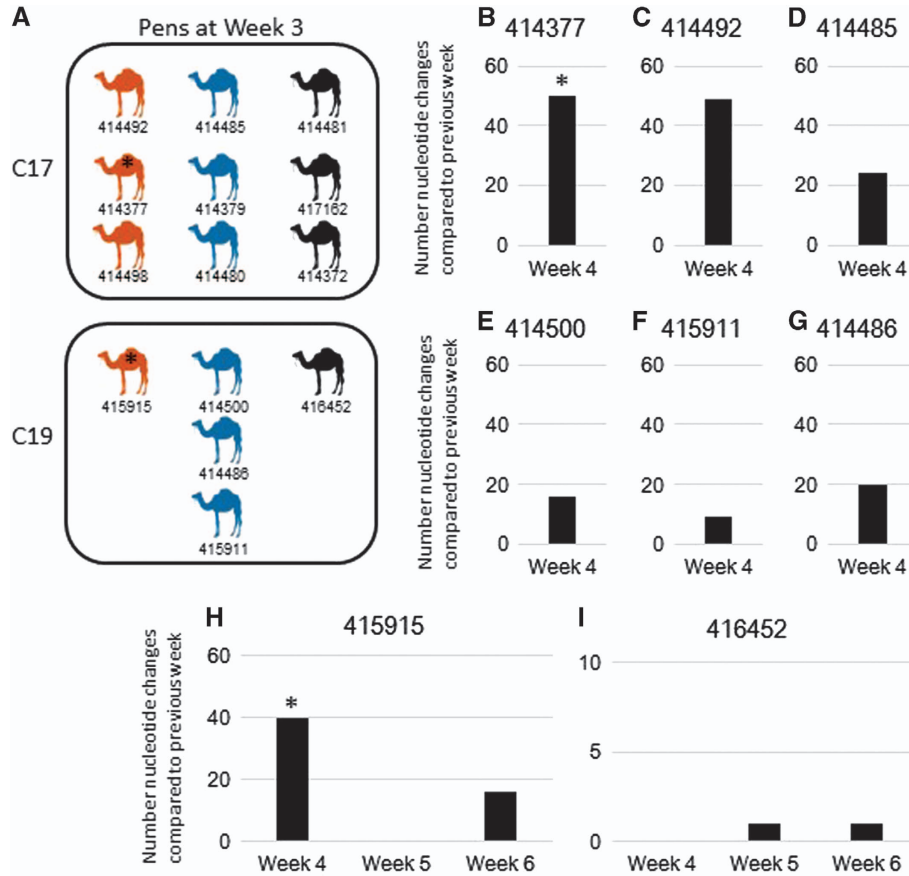 A
Pens at Week 3
C17
414492 414485 414481
*
414377 414379 417162
414498 414480 414372
C19
*
415915 414500 416452
414486
415911
B 414377
Number nucleotide changes
compared to previous week
60
40
20
0
*
Week 4
C 414492
60
40
20
0
Week 4
D 414485
60
40
20
0
Week 4
E 414500
Number nucleotide changes
compared to previous week
60
40
20
0
Week 4
F 415911
60
40
20
0
Week 4
G 414486
60
40
20
0
Week 4
H 415915
Number nucleotide changes
compared to previous week
60
40
20
0
*
Week 4 Week 5 Week 6
I 416452
10
5
0
Week 4 Week 5 Week 6